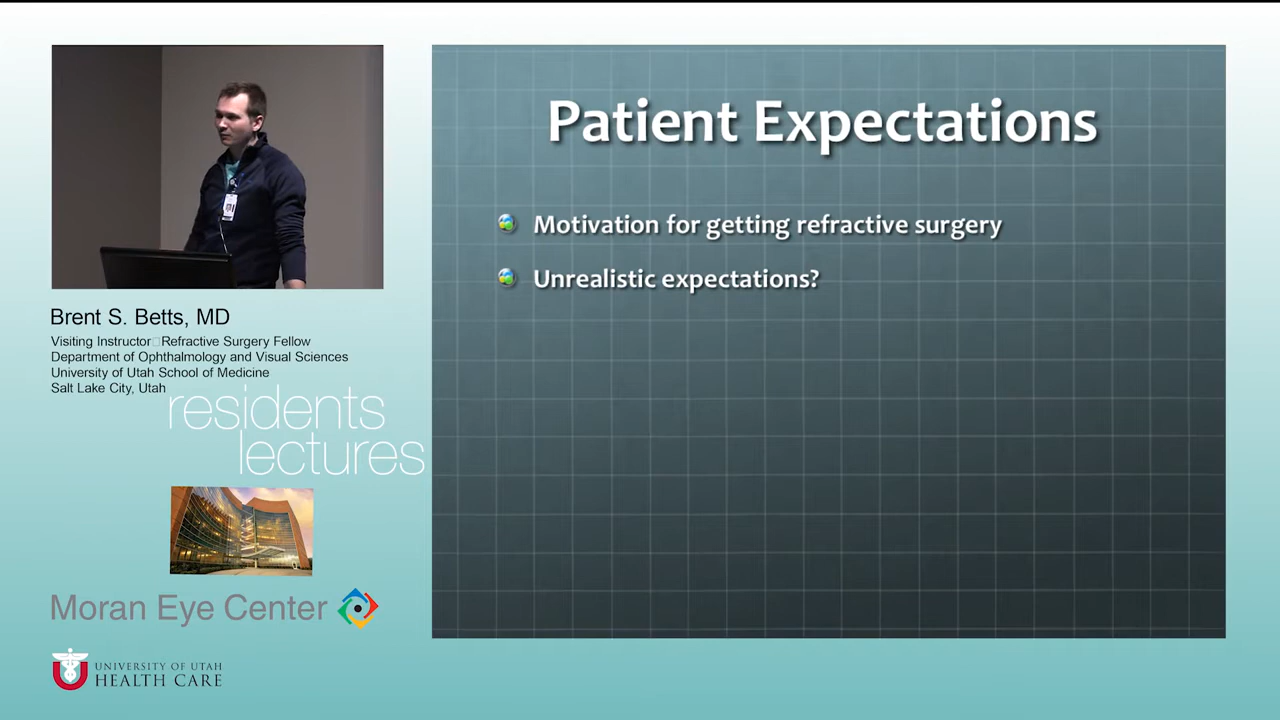 Patient Expectations
Motivation for getting refractive surgery
Unrealistic expectations?
Brent S. Betts, MD
Visiting Instructor Refractive Surgery Fellow
Department of Ophthalmology and Visual Sciences
University of Utah School of Medicine
Salt Lake City, Utah
residents
lectures
Moran Eye Center
UNIVERSITY OF UTAH
HEALTH CARE